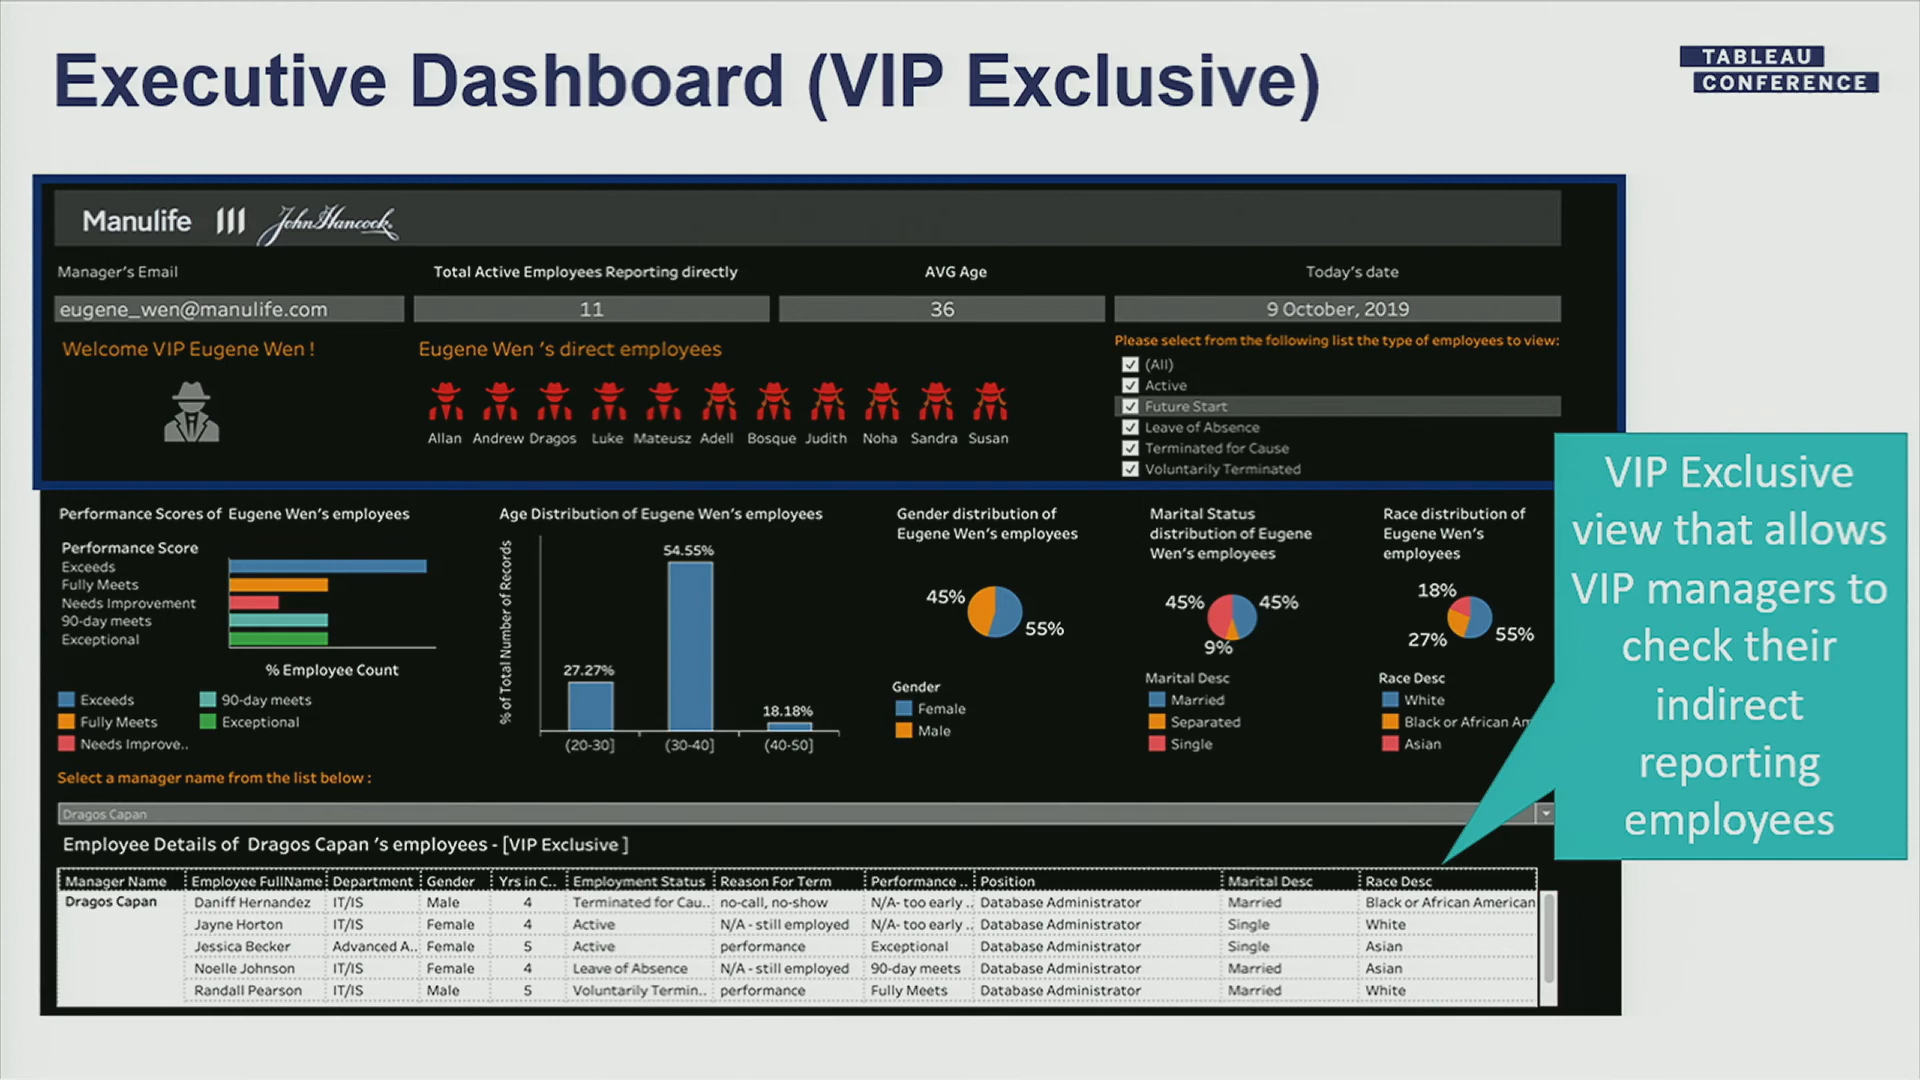 Executive Dashboard (VIP Exclusive)
TABLEAU
CONFERENCE
Manulife John Hancock
Manager's Email
Total Active Employees Reporting directly
AVG Age
Today's date
eugene_wen@manulife.com
11
36
9 October, 2019
Welcome VIP Eugene Wen !
Eugene Wen 's direct employees
Allan Andrew Dragos Luke Mateusz Adell Bosque Judith Noha Sandra Susan
Please select from the following list the type of employees to view:
(All)
Active
Future Start
Leave of Absence
Terminated for Cause
Voluntarily Terminated
VIP Exclusive
view that allows
VIP managers to
check their
indirect
reporting
employees
Performance Scores of Eugene Wen's employees
Performance Score
Exceeds
Fully Meets
Needs Improvement
90-day meets
Exceptional
% Employee Count
Exceeds
Fully Meets
Needs Improve..
90-day meets
Exceptional
Age Distribution of Eugene Wen's employees
% of Total Number of Records
27.27%
54.55%
18.18%
(20-30]
(30-40]
(40-50]
Gender distribution of
Eugene Wen's employees
45%
55%
Gender
Female
Male
Marital Status
distribution of Eugene
Wen's employees
45%
45%
9%
Marital Desc
Married
Separated
Single
Race distribution of
Eugene Wen's
employees
18%
27%
55%
Race Desc
White
Black or African Am
Asian
Select a manager name from the list below :
Dragos Capan
Employee Details of Dragos Capan 's employees - [VIP Exclusive ]
Manager Name Employee FullName Department Gender Yrs in C.. Employment Status Reason For Term Performance .. Position Marital Desc Race Desc
Dragos Capan Daniff Hernandez IT/IS Male 4 Terminated for Cau.. no-call, no-show N/A- too early .. Database Administrator Married Black or African American
Jayne Horton IT/IS Female 4 Active N/A - still employed N/A- too early .. Database Administrator Single White
Jessica Becker Advanced A.. Female 5 Active performance Exceptional Database Administrator Single Asian
Noelle Johnson IT/IS Female 4 Leave of Absence N/A - still employed 90-day meets Database Administrator Married Asian
Randall Pearson IT/IS Male 5 Voluntarily Termin.. performance Fully Meets Database Administrator Married White